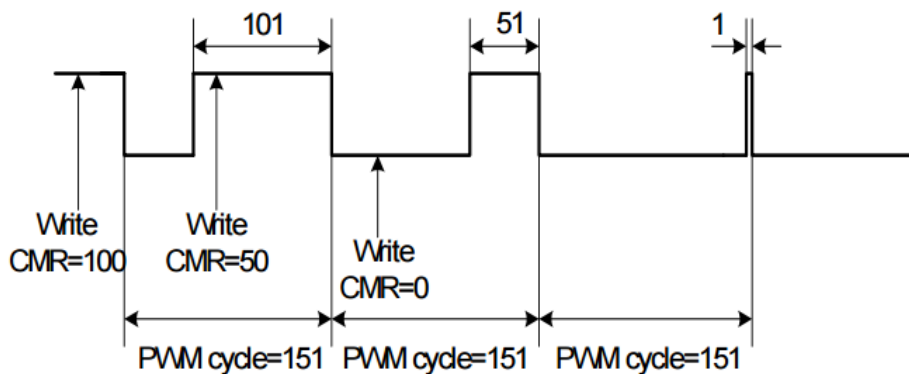 101
51
1
Write
CMR=100
Write
CMR=50
Write
CMR=0
PWM cycle=151
PWM cycle=151
PWM cycle=151